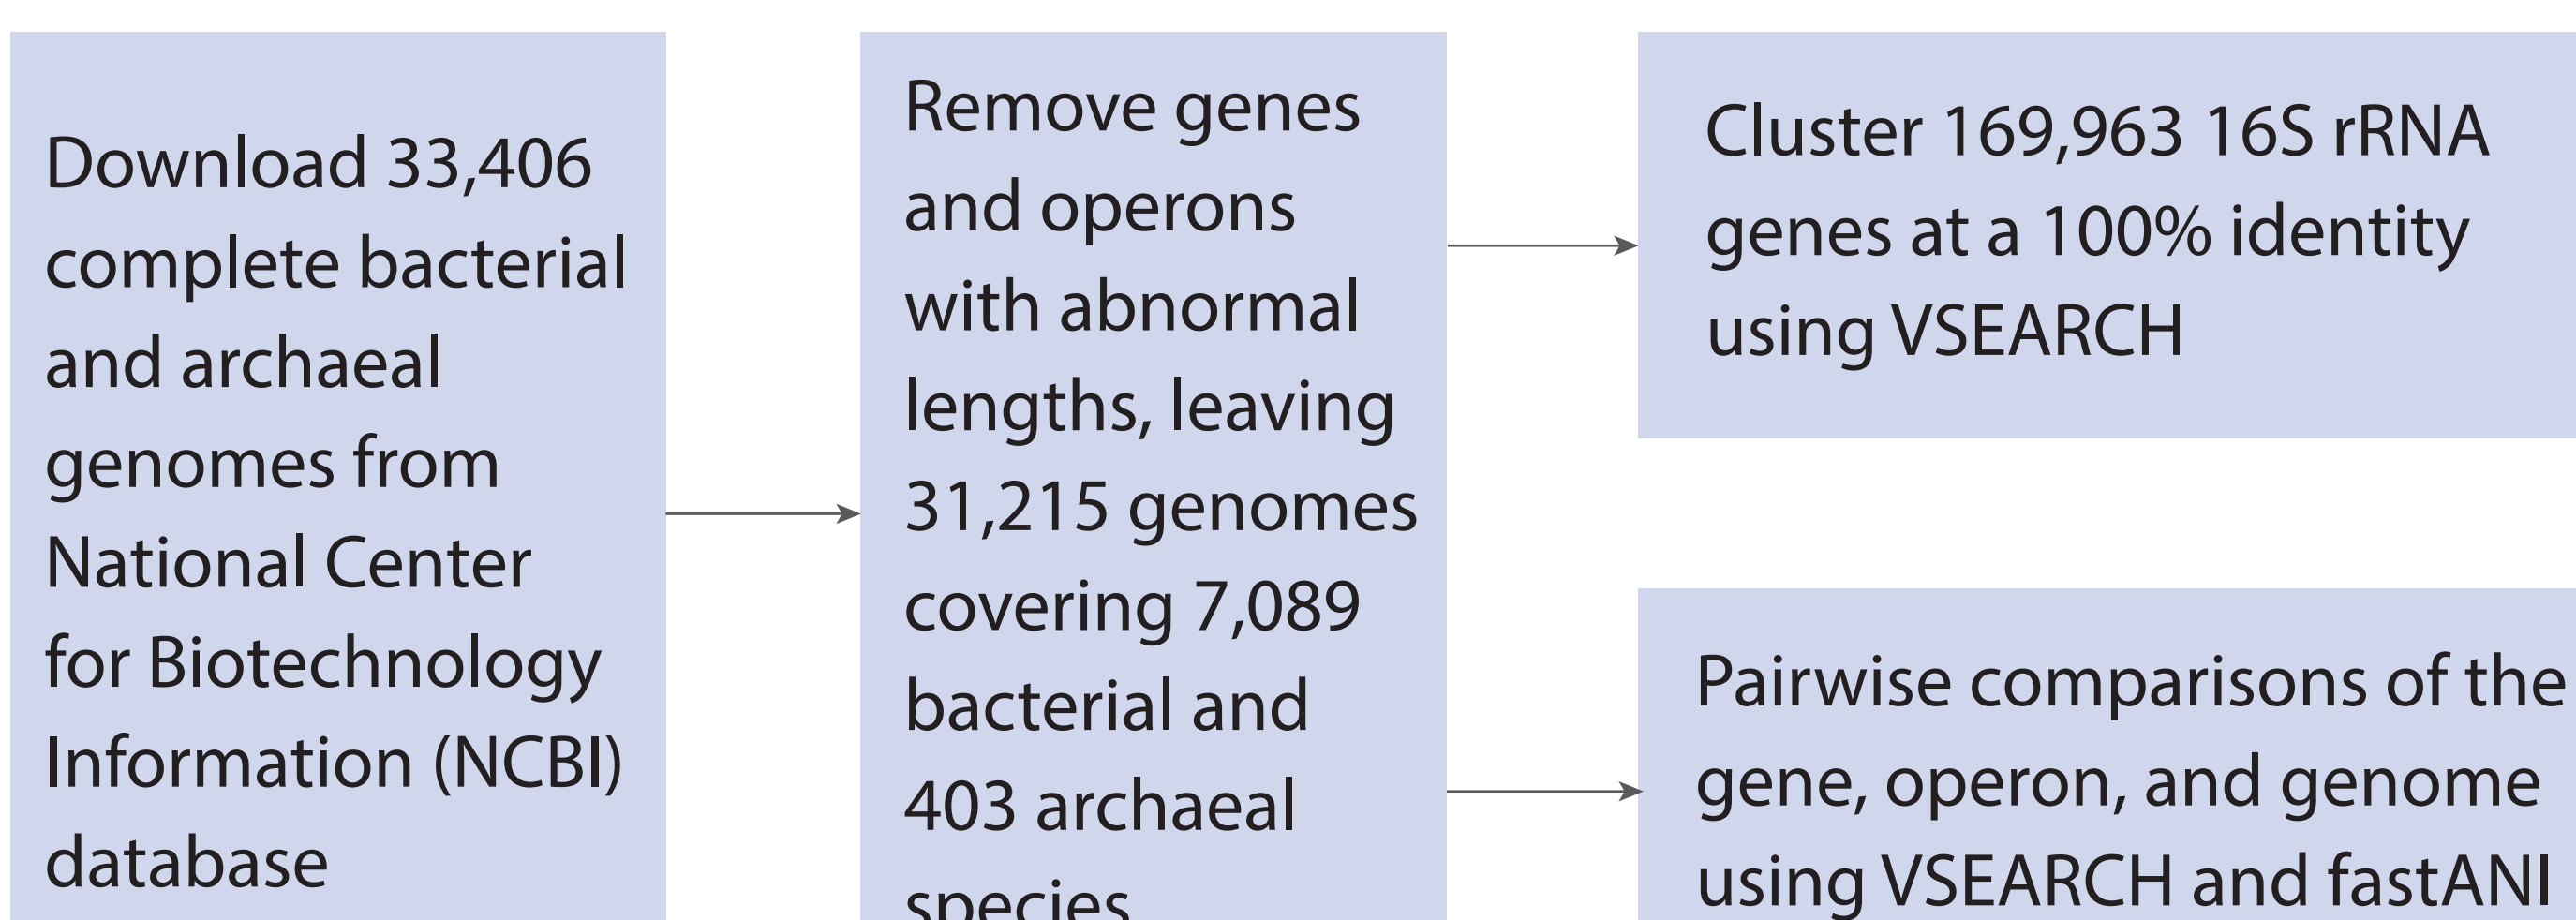 Download 33,406
complete bacterial
and archaeal
genomes from
National Center
for Biotechnology
Information (NCBI)
database
Remove genes
and operons
with abnormal
lengths, leaving
31,215 genomes
covering 7,089
bacterial and
403 archaeal
species
Cluster 169,963 16S rRNA
genes at a 100% identity
using VSEARCH
Pairwise comparisons of the
gene, operon, and genome
using VSEARCH and fastANI